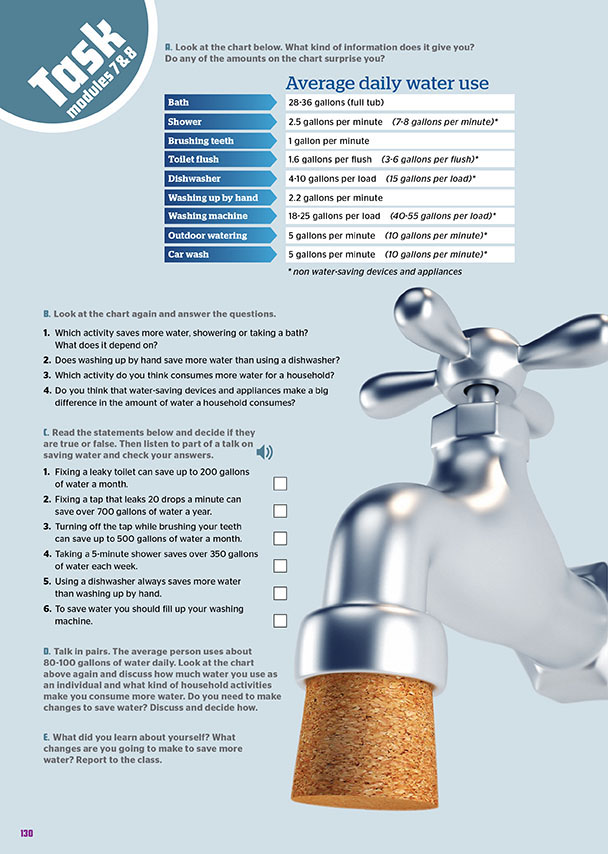 Task
modules 7 & 8
A. Look at the chart below. What kind of information does it give you?
Do any of the amounts on the chart surprise you?
Average daily water use
Bath 28-36 gallons (full tub)
Shower 2.5 gallons per minute (7-8 gallons per minute)*
Brushing teeth 1 gallon per minute
Toilet flush 1.6 gallons per flush (3-6 gallons per flush)*
Dishwasher 4-10 gallons per load (15 gallons per load)*
Washing up by hand 2.2 gallons per minute
Washing machine 18-25 gallons per load (40-55 gallons per load)*
Outdoor watering 5 gallons per minute (10 gallons per minute)*
Car wash 5 gallons per minute (10 gallons per minute)*
* non water-saving devices and appliances
B. Look at the chart again and answer the questions.
1. Which activity saves more water, showering or taking a bath?
What does it depend on?
2. Does washing up by hand save more water than using a dishwasher?
3. Which activity do you think consumes more water for a household?
4. Do you think that water-saving devices and appliances make a big
difference in the amount of water a household consumes?
C. Read the statements below and decide if they
are true or false. Then listen to part of a talk on
saving water and check your answers.
1. Fixing a leaky toilet can save up to 200 gallons
of water a month.
2. Fixing a tap that leaks 20 drops a minute can
save over 700 gallons of water a year.
3. Turning off the tap while brushing your teeth
can save up to 500 gallons of water a month.
4. Taking a 5-minute shower saves over 350 gallons
of water each week.
5. Using a dishwasher always saves more water
than washing up by hand.
6. To save water you should fill up your washing
machine.
D. Talk in pairs. The average person uses about
80-100 gallons of water daily. Look at the chart
above again and discuss how much water you use as
an individual and what kind of household activities
make you consume more water. Do you need to make
changes to save water? Discuss and decide how.
E. What did you learn about yourself? What
changes are you going to make to save more
water? Report to the class.
130